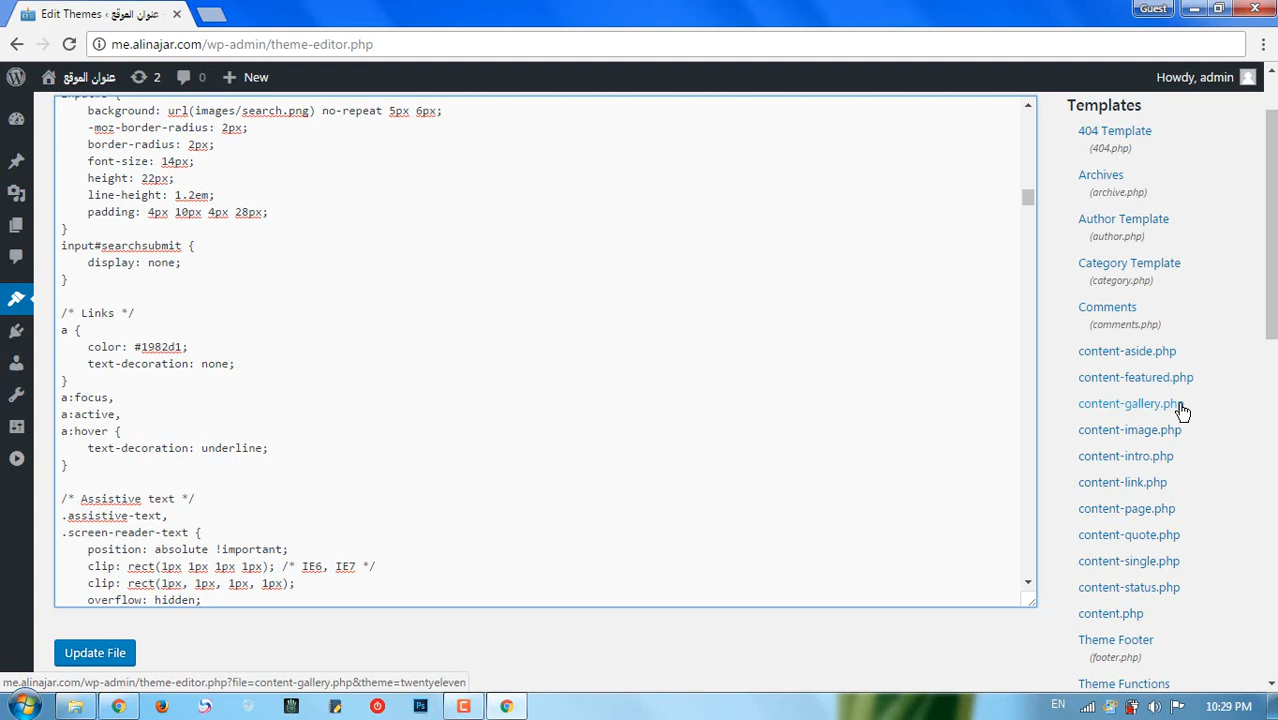 Edit Themes ‹ عنوان الموقع
Guest
me.alinajar.com/wp-admin/theme-editor.php
عنوان الموقع
2
0
New
Howdy, admin
background: url(images/search.png) no-repeat 5px 6px;
-moz-border-radius: 2px;
border-radius: 2px;
font-size: 14px;
height: 22px;
line-height: 1.2em;
padding: 4px 10px 4px 28px;
}
input#searchsubmit {
display: none;
}
/* Links */
a {
color: #1982d1;
text-decoration: none;
}
a:focus,
a:active,
a:hover {
text-decoration: underline;
}
/* Assistive text */
.assistive-text,
.screen-reader-text {
position: absolute !important;
clip: rect(1px 1px 1px 1px); /* IE6, IE7 */
clip: rect(1px, 1px, 1px, 1px);
overflow: hidden;
Update File
Templates
404 Template
(404.php)
Archives
(archive.php)
Author Template
(author.php)
Category Template
(category.php)
Comments
(comments.php)
content-aside.php
content-featured.php
content-gallery.php
content-image.php
content-intro.php
content-link.php
content-page.php
content-quote.php
content-single.php
content-status.php
content.php
Theme Footer
(footer.php)
Theme Functions
me.alinajar.com/wp-admin/theme-editor.php?file=content-gallery.php&theme=twentyeleven
EN
10:29 PM